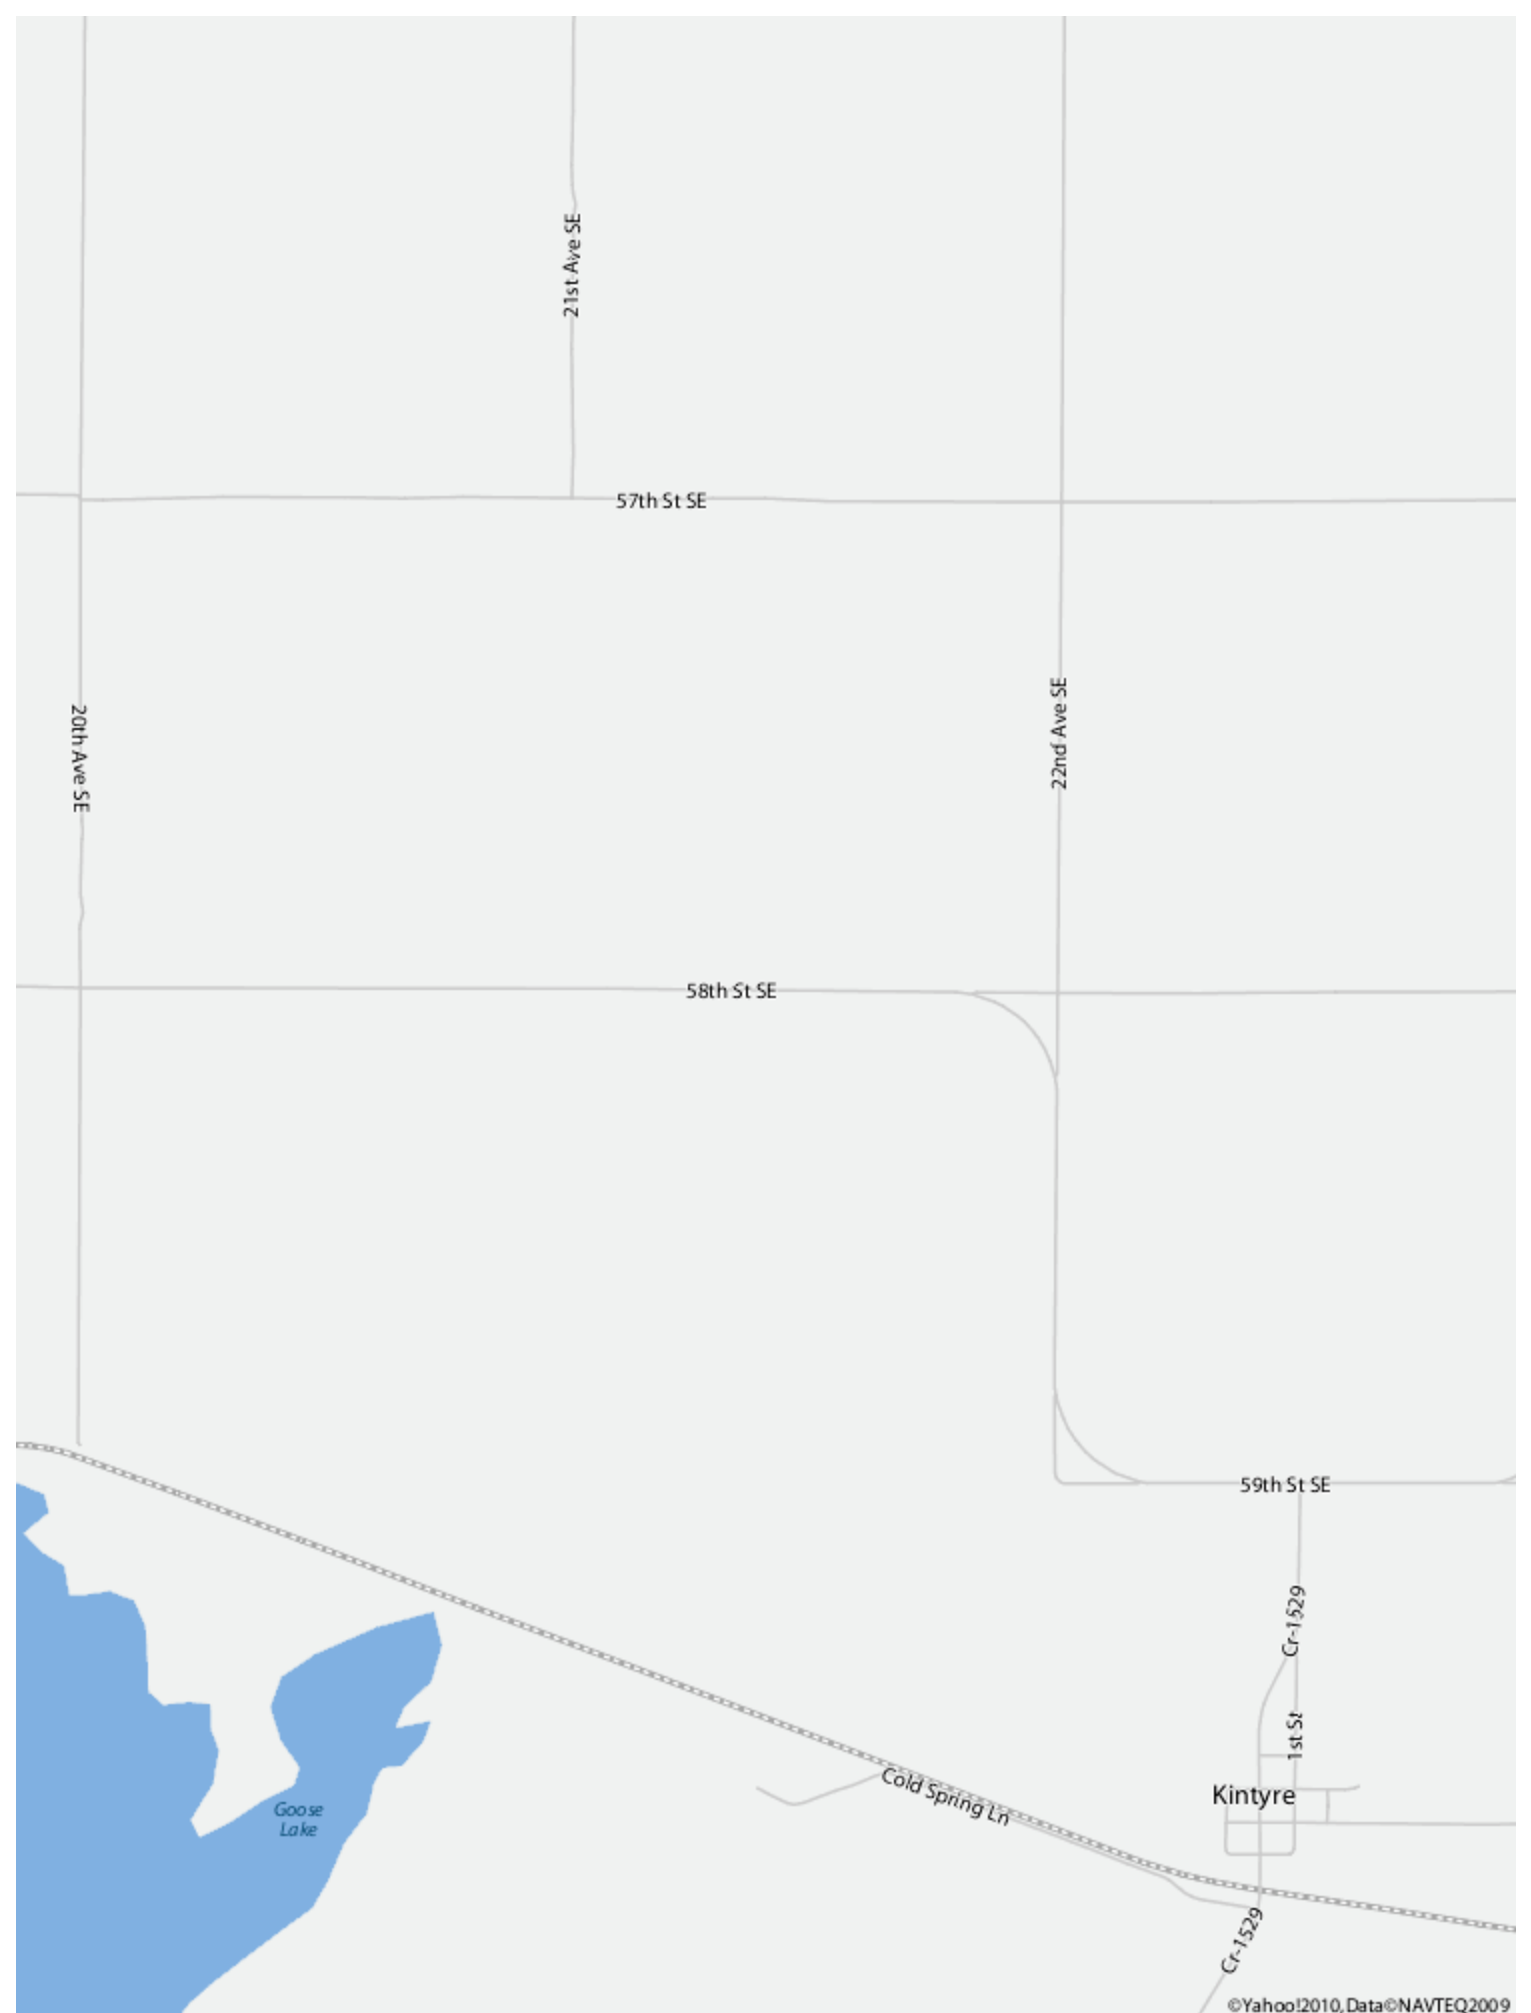 21st Ave SE
57th St SE
20th Ave SE
22nd Ave SE
58th St SE
59th St SE
Cr-1529
1st St
Cold Spring Ln
Kintyre
Goose
Lake
Cr-1529
©Yahoo!2010, Data©NAVTEQ2009